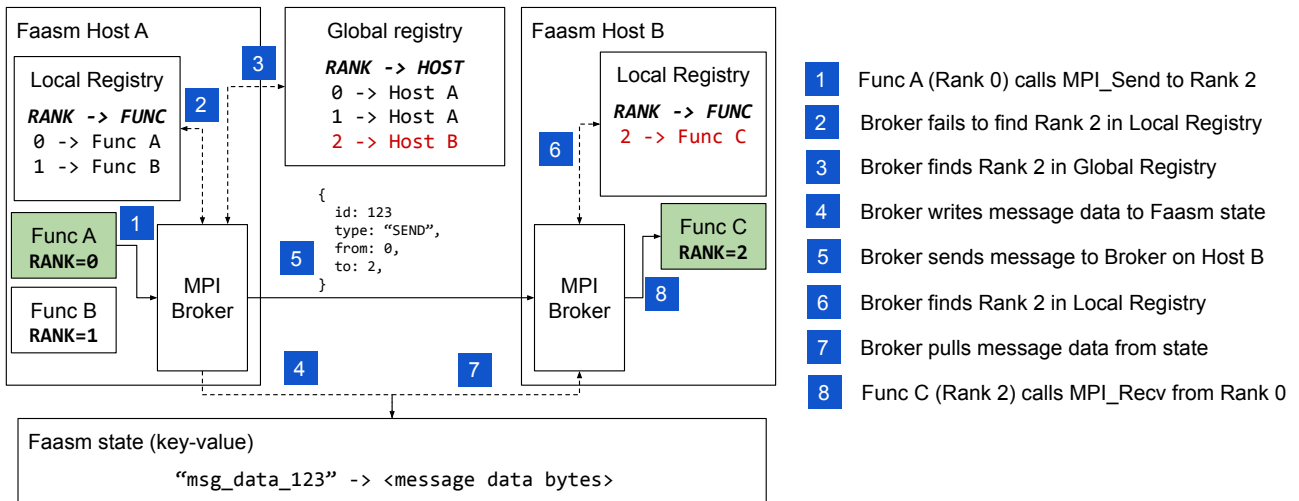 Faasm Host A
Local Registry
RANK -> FUNC
0 -> Func A
1 -> Func B
2
3
Global registry
RANK -> HOST
0 -> Host A
1 -> Host A
2 -> Host B
Faasm Host B
Local Registry
RANK -> FUNC
2 -> Func C
6
1
Func A
RANK=0
Func B
RANK=1
MPI
Broker
{
id: 123
type: “SEND”,
from: 0,
to: 2,
}
5
MPI
Broker
Func C
RANK=2
8
4
7
Faasm state (key-value)
“msg_data_123” -> <message data bytes>
1 Func A (Rank 0) calls MPI_Send to Rank 2
2 Broker fails to find Rank 2 in Local Registry
3 Broker finds Rank 2 in Global Registry
4 Broker writes message data to Faasm state
5 Broker sends message to Broker on Host B
6 Broker finds Rank 2 in Local Registry
7 Broker pulls message data from state
8 Func C (Rank 2) calls MPI_Recv from Rank 0